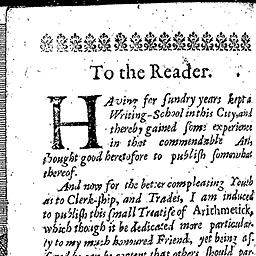 To the Reader.
HAving for sundry years kept a
Writing-School in this City, and
thereby gained some experience
in that commendable Art,
thought good heretofore to publish somewhat
thereof.
And now for the better compleating Youth
as to Clerk-ship, and Trades, I am induced
to publish this small Treatise of Arithmetick,
which though it be dedicated more particular-
ty to my much honoured Friend, yet being as